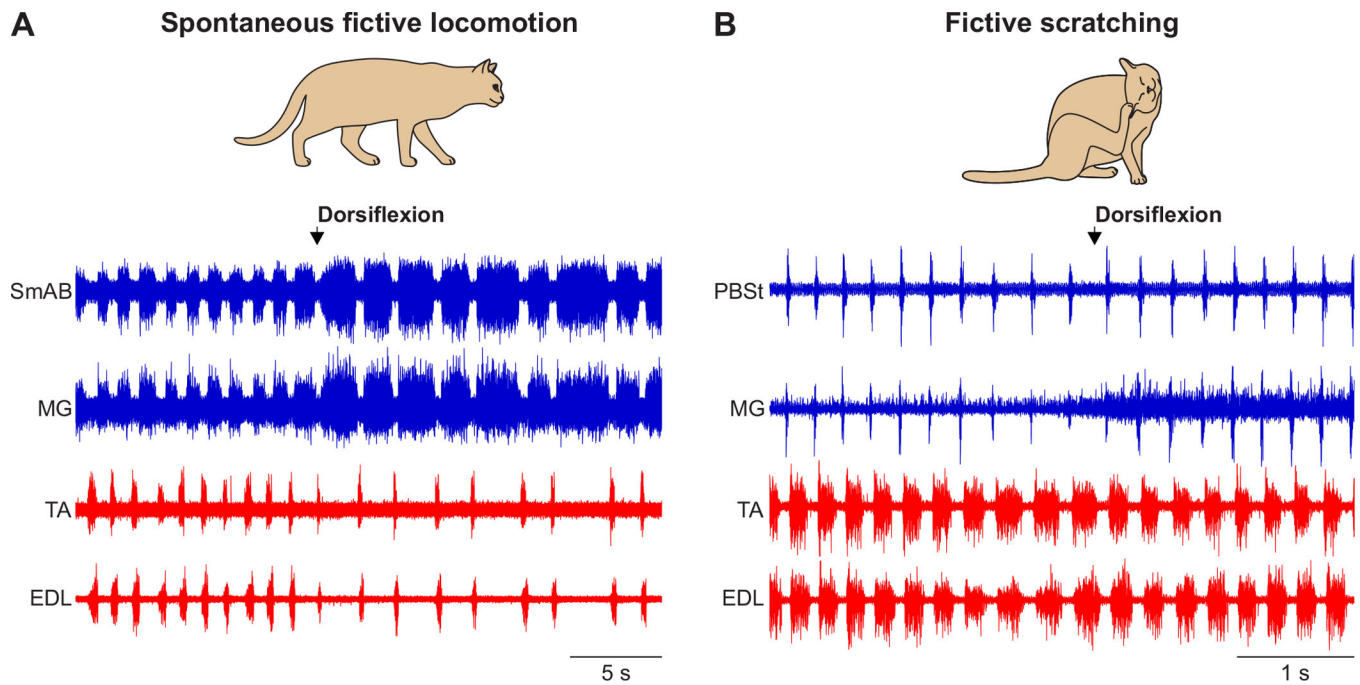 A
Spontaneous fictive locomotion
Dorsiflexion
SmAB
MG
TA
EDL
5 s
B
Fictive scratching
Dorsiflexion
PBSt
MG
TA
EDL
1 s